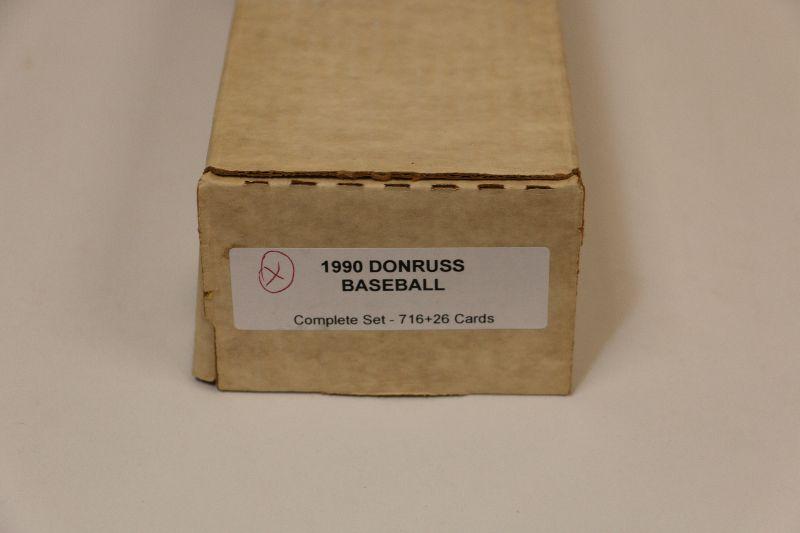 X
1990 DONRUSS
BASEBALL
Complete Set - 716+26 Cards